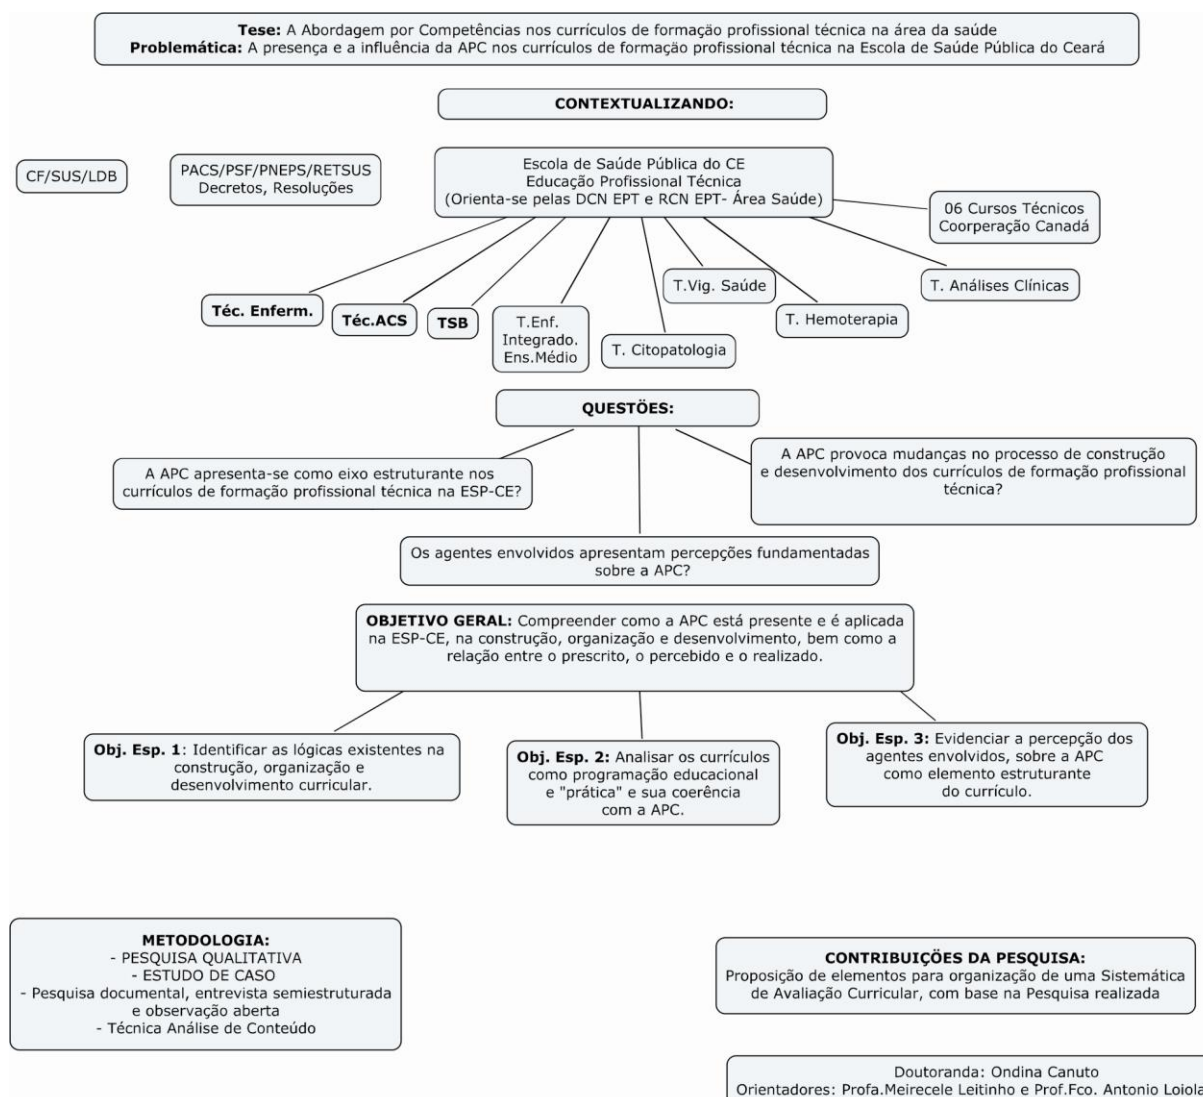 Tese: A Abordagem por Competências nos currículos de formação profissional técnica na área da saúde
Problemática: A presença e a influência da APC nos currículos de formação profissional técnica na Escola de Saúde Pública do Ceará
CONTEXTUALIZANDO:
CF/SUS/LDB
PACS/PSF/PNEPS/RETSUS
Decretos, Resoluções
Escola de Saúde Pública do CE
Educação Profissional Técnica
(Orienta-se pelas DCN EPT e RCN EPT- Área Saúde)
06 Cursos Técnicos
Coorperação Canadá
Téc. Enferm.
Téc.ACS
TSB
T.Enf.
Integrado.
Ens.Médio
T. Citopatologia
T.Vig. Saúde
T. Hemoterapia
T. Análises Clínicas
QUESTÕES:
A APC apresenta-se como eixo estruturante nos
currículos de formação profissional técnica na ESP-CE?
Os agentes envolvidos apresentam percepções fundamentadas
sobre a APC?
A APC provoca mudanças no processo de construção
e desenvolvimento dos currículos de formação profissional
técnica?
OBJETIVO GERAL: Compreender como a APC está presente e é aplicada
na ESP-CE, na construção, organização e desenvolvimento, bem como a
relação entre o prescrito, o percebido e o realizado.
Obj. Esp. 1: Identificar as lógicas existentes na
construção, organização e
desenvolvimento curricular.
Obj. Esp. 2: Analisar os currículos
como programação educacional
e "prática" e sua coerência
com a APC.
Obj. Esp. 3: Evidenciar a percepção dos
agentes envolvidos, sobre a APC
como elemento estruturante
do currículo.
METODOLOGIA:
- PESQUISA QUALITATIVA
- ESTUDO DE CASO
- Pesquisa documental, entrevista semiestruturada
e observação aberta
- Técnica Análise de Conteúdo
CONTRIBUIÇÕES DA PESQUISA:
Proposição de elementos para organização de uma Sistemática
de Avaliação Curricular, com base na Pesquisa realizada
Doutoranda: Ondina Canuto
Orientadores: Profa.Meirecele Leitinho e Prof.Fco. Antonio Loiola